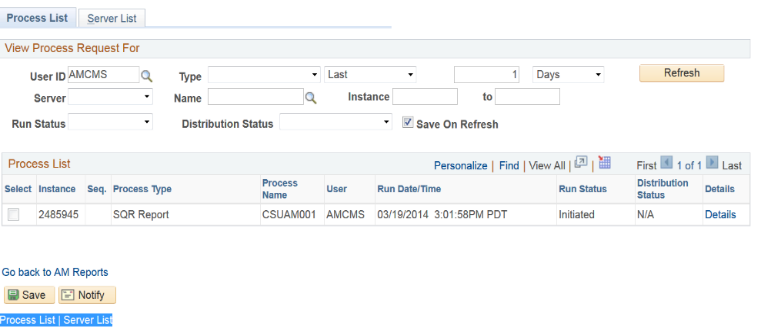 Process List Server List
View Process Request For
User ID AMCMS Type Last 1 Days Refresh
Server Name Instance to
Run Status Distribution Status Save On Refresh
Process List Personalize | Find | View All | | First 1 of 1 Last
Select Instance Seq. Process Type Process Name User Run Date/Time Run Status Distribution Status Details
2485945 SQR Report CSUAM001 AMCMS 03/19/2014 3:01:58PM PDT Initiated N/A Details
Go back to AM Reports
Save Notify
Process List | Server List